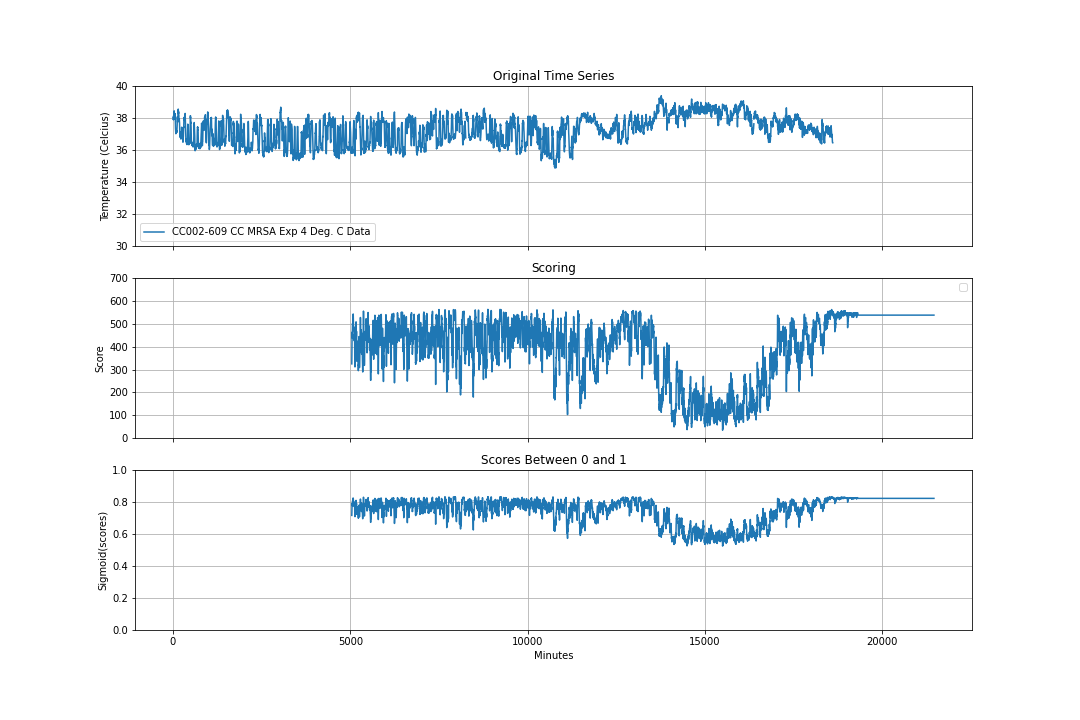 Original Time Series
40
38
36
34
32
30
Temperature (Celcius)
CC002-609 CC MRSA Exp 4 Deg. C Data
Scoring
700
600
500
400
300
200
100
0
Score
Scores Between 0 and 1
1.0
0.8
0.6
0.4
0.2
0.0
Sigmoid(scores)
0 5000 10000 15000 20000
Minutes